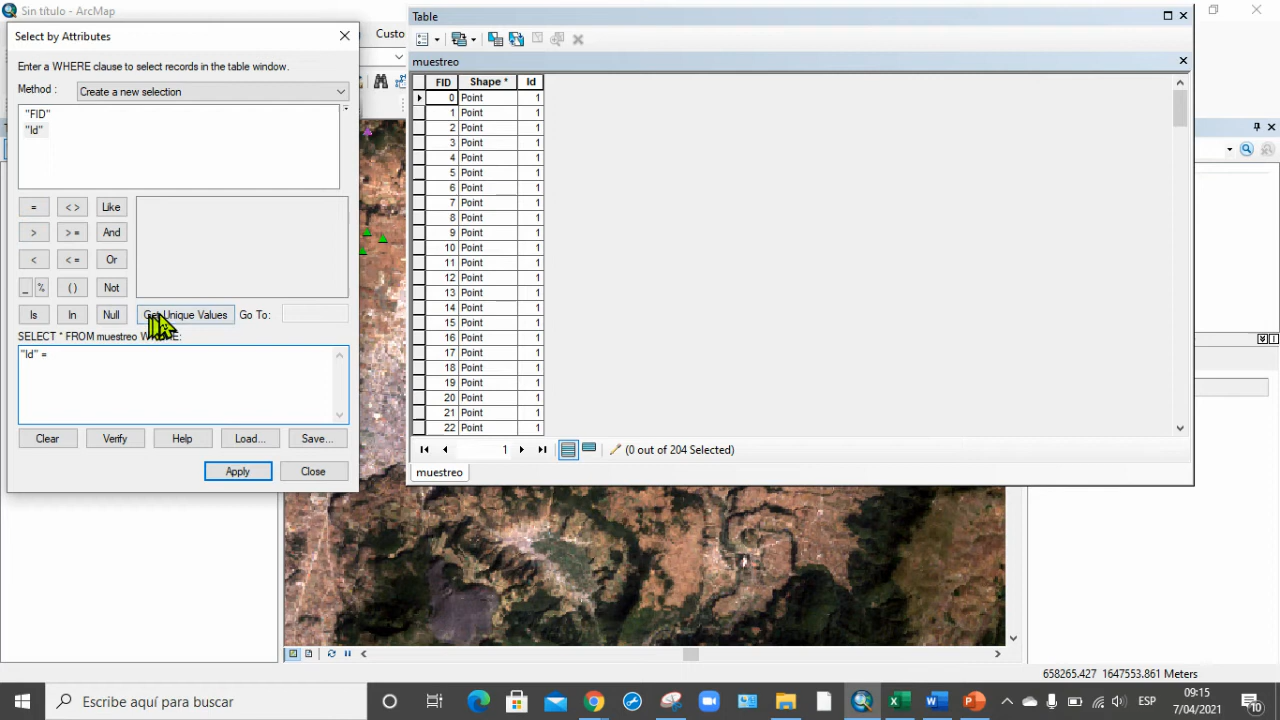 Sin título - ArcMap
Select by Attributes
Enter a WHERE clause to select records in the table window.
Method :
Create a new selection
"FID"
"Id"
=
< >
Like
>
> =
And
<
< =
Or
_
%
( )
Not
Is
In
Null
Unique Values
Go To:
SELECT * FROM muestreo
"Id" =
Clear
Verify
Help
Load...
Save...
Apply
Close
Custo
Table
muestreo
FID Shape * Id
0 Point 1
1 Point 1
2 Point 1
3 Point 1
4 Point 1
5 Point 1
6 Point 1
7 Point 1
8 Point 1
9 Point 1
10 Point 1
11 Point 1
12 Point 1
13 Point 1
14 Point 1
15 Point 1
16 Point 1
17 Point 1
18 Point 1
19 Point 1
20 Point 1
21 Point 1
22 Point 1
1
(0 out of 204 Selected)
muestreo
658265.427 1647553.861 Meters
Escribe aquí para buscar
ESP
09:15
7/04/2021
10